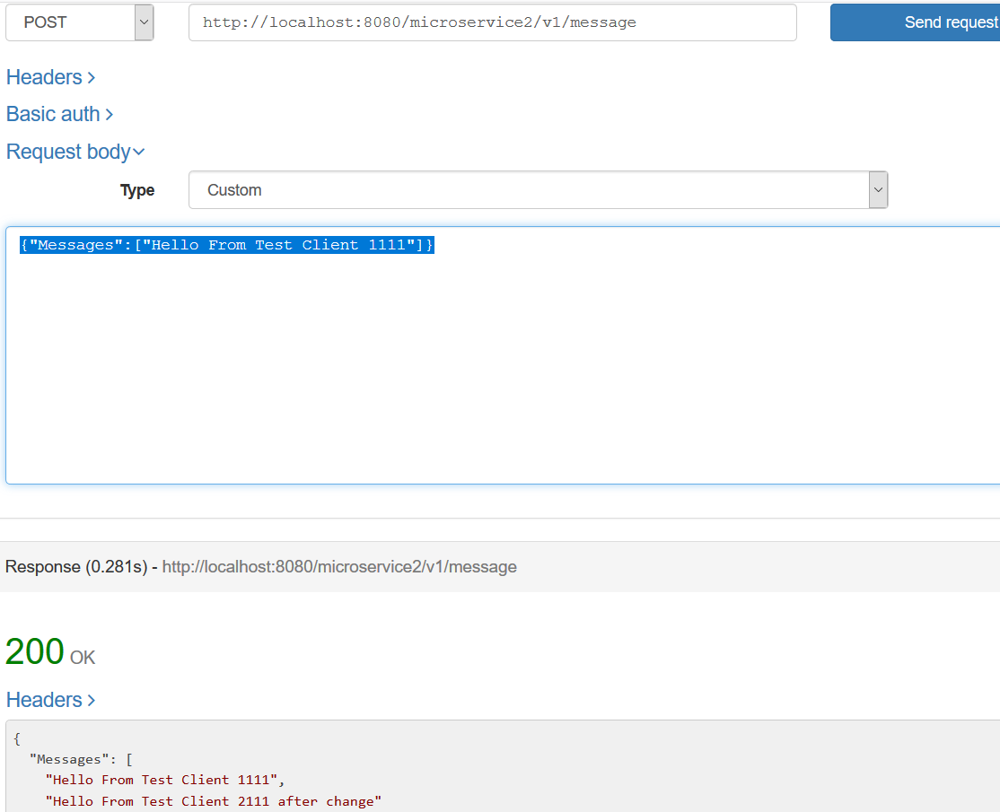 POST http://localhost:8080/microservice2/v1/message Send request
Headers
Basic auth
Request body
Type Custom
{"Messages":["Hello From Test Client 1111"]}
Response (0.281s) - http://localhost:8080/microservice2/v1/message
200 OK
Headers
{
"Messages": [
"Hello From Test Client 1111",
"Hello From Test Client 2111 after change"